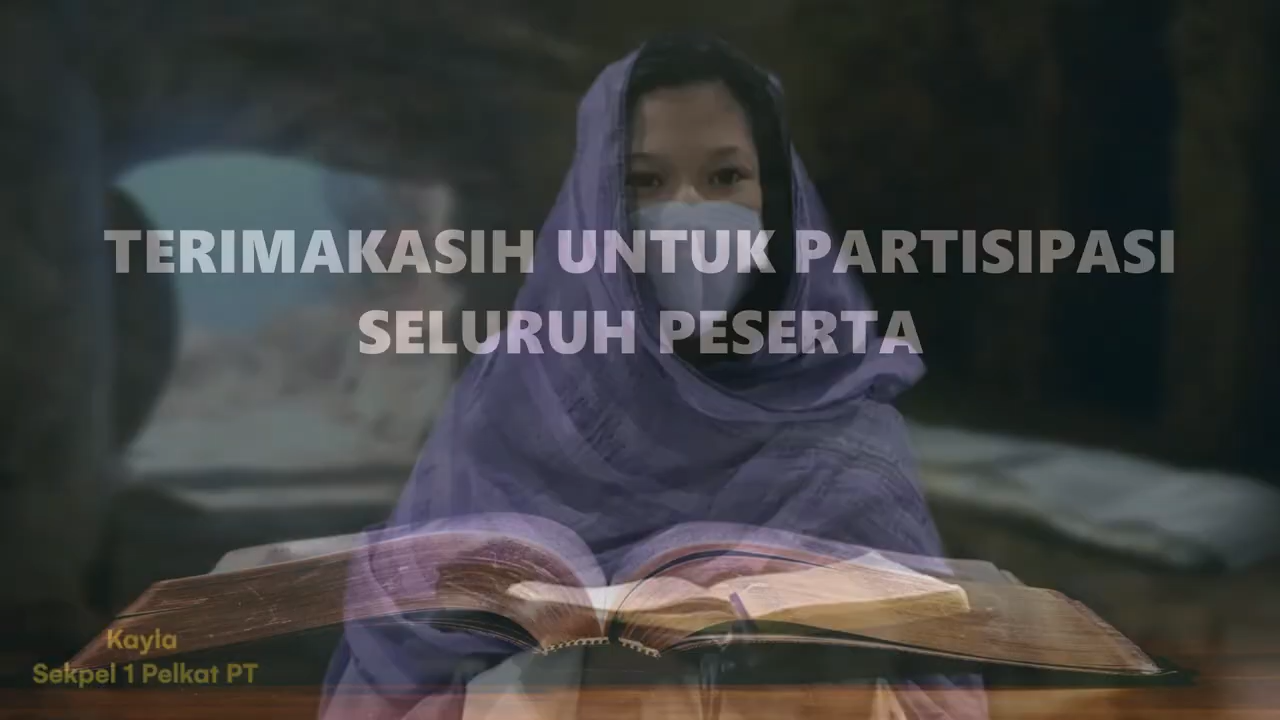 TERIMAKASIH UNTUK PARTISIPASI
SELURUH PESERTA
Kayla
Sekpel 1 Pelkat PT